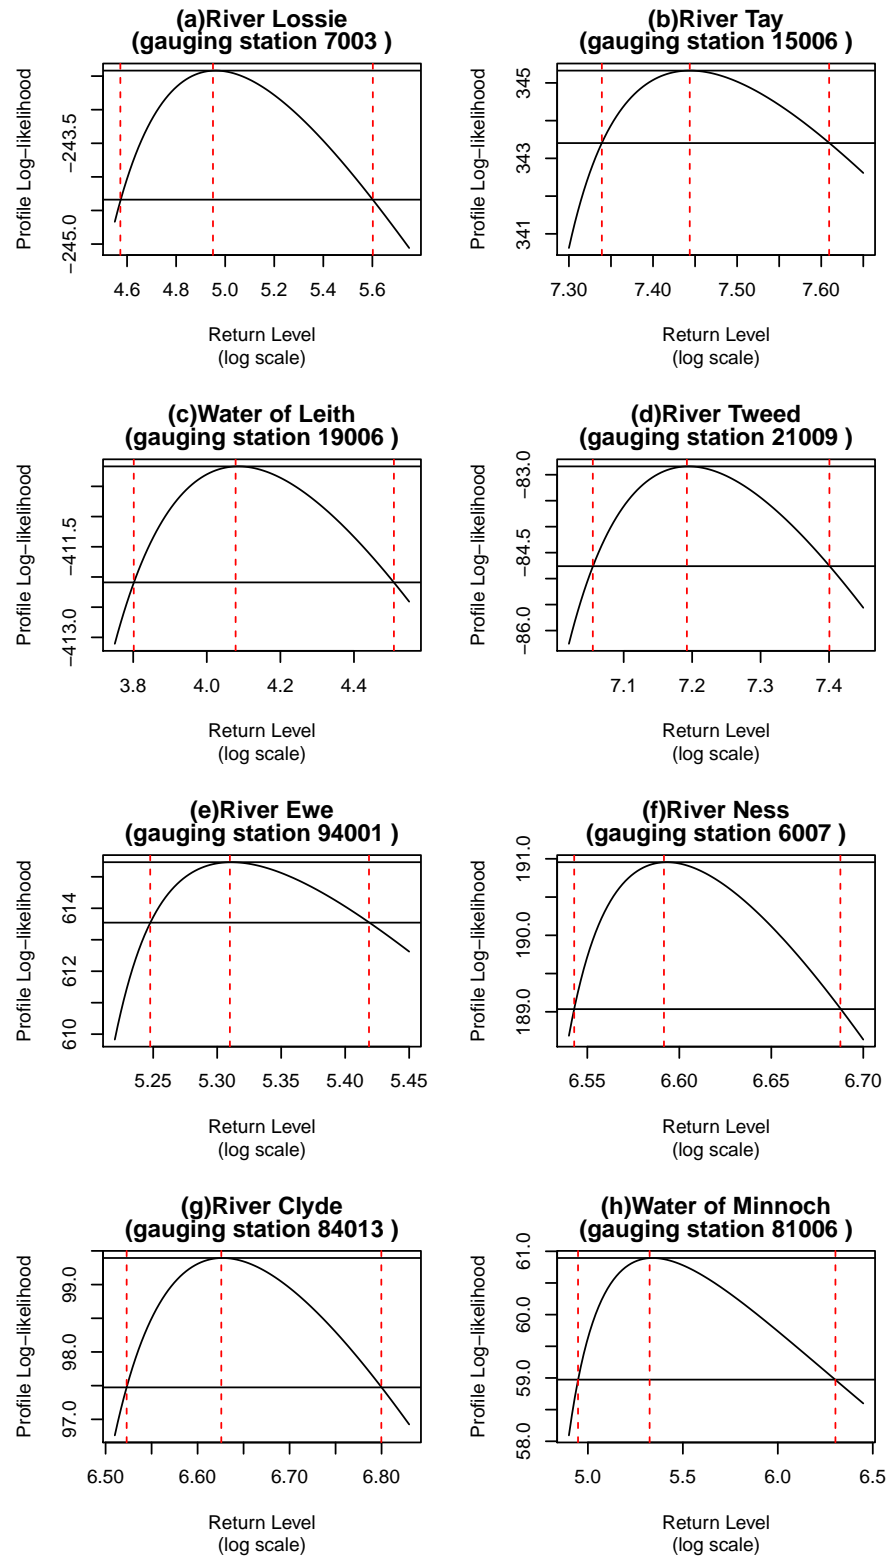 (a)River Lossie
(gauging station 7003 )
Profile Log−likelihood
−243.5
−245.0
4.6 4.8 5.0 5.2 5.4 5.6
Return Level
(log scale)
(b)River Tay
(gauging station 15006 )
Profile Log−likelihood
345
343
341
7.30 7.40 7.50 7.60
Return Level
(log scale)
(c)Water of Leith
(gauging station 19006 )
Profile Log−likelihood
−411.5
−413.0
3.8 4.0 4.2 4.4
Return Level
(log scale)
(d)River Tweed
(gauging station 21009 )
Profile Log−likelihood
−83.0
−84.5
−86.0
7.1 7.2 7.3 7.4
Return Level
(log scale)
(e)River Ewe
(gauging station 94001 )
Profile Log−likelihood
614
612
610
5.25 5.30 5.35 5.40 5.45
Return Level
(log scale)
(f)River Ness
(gauging station 6007 )
Profile Log−likelihood
191.0
190.0
189.0
6.55 6.60 6.65 6.70
Return Level
(log scale)
(g)River Clyde
(gauging station 84013 )
Profile Log−likelihood
99.0
98.0
97.0
6.50 6.60 6.70 6.80
Return Level
(log scale)
(h)Water of Minnoch
(gauging station 81006 )
Profile Log−likelihood
61.0
60.0
59.0
58.0
5.0 5.5 6.0 6.5
Return Level
(log scale)